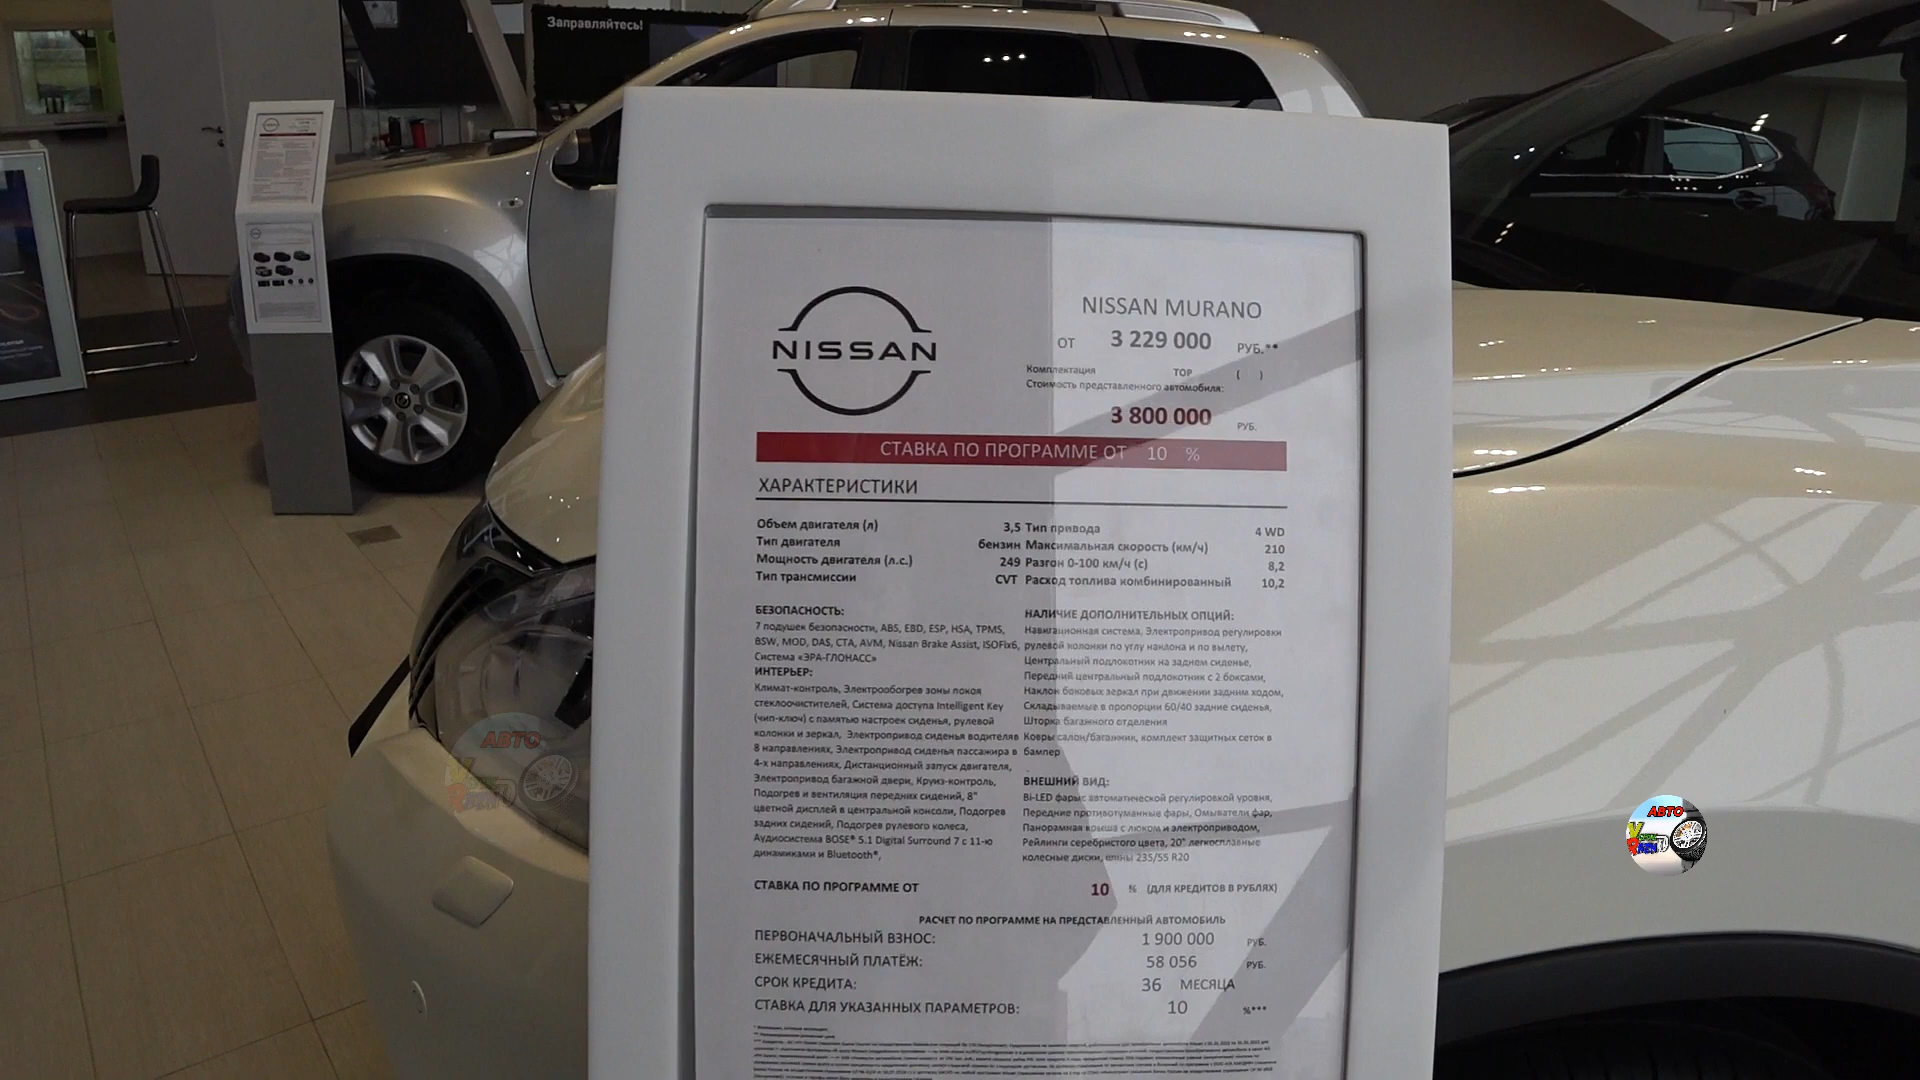 Заправляйтесь!
NISSAN
NISSAN MURANO
ОТ 3 229 000 РУБ.**
Комплектация TOP ( )
Стоимость представленного автомобиля:
3 800 000 РУБ.
СТАВКА ПО ПРОГРАММЕ ОТ 10 %
ХАРАКТЕРИСТИКИ
Объем двигателя (л) 3,5 Тип привода 4 WD
Тип двигателя бензин Максимальная скорость (км/ч) 210
Мощность двигателя (л.с.) 249 Разгон 0-100 км/ч (с) 8,2
Тип трансмиссии CVT Расход топлива комбинированный 10,2
БЕЗОПАСНОСТЬ:
7 подушек безопасности, ABS, EBD, ESP, HSA, TPMS,
BSW, MOD, DAS, CTA, AVM, Nissan Brake Assist, ISOFix6,
Система «ЭРА-ГЛОНАСС»
ИНТЕРЬЕР:
Климат-контроль, Электрообогрев зоны покоя
стеклоочистителей, Система доступа Intelligent Key
(чип-ключ) с памятью настроек сиденья, рулевой
колонки и зеркал, Электропривод сиденья водителяв
8 направлениях, Электропривод сиденья пассажира в
4-х направлениях, Дистанционный запуск двигателя,
Электропривод багажной двери, Круиз-контроль,
Подогрев и вентиляция передних сидений, 8"
цветной дисплей в центральной консоли, Подогрев
задних сидений, Подогрев рулевого колеса,
Аудиосистема BOSE® 5.1 Digital Surround 7 с 11-ю
динамиками и Bluetooth®,
НАЛИЧИЕ ДОПОЛНИТЕЛЬНЫХ ОПЦИЙ:
Навигационная система, Электропривод регулировки
рулевой колонки по углу наклона и по вылету,
Центральный подлокотник на заднем сиденье,
Передний центральный подлокотник с 2 боксами,
Наклон боковых зеркал при движении задним ходом,
Складываемые в пропорции 60/40 задние сиденья,
Шторка багажного отделения
Ковры салон/багажник, комплект защитных сеток в
бампер
ВНЕШНИЙ ВИД:
Bi-LED фары с автоматической регулировкой уровня,
Передние противотуманные фары, Омыватели фар,
Панорамная крыша с люком и электроприводом,
Рейлинги серебристого цвета, 20" легкосплавные
колесные диски, шины 235/55 R20
СТАВКА ПО ПРОГРАММЕ ОТ 10 % (ДЛЯ КРЕДИТОВ В РУБЛЯХ)
РАСЧЕТ ПО ПРОГРАММЕ НА ПРЕДСТАВЛЕННЫЙ АВТОМОБИЛЬ
ПЕРВОНАЧАЛЬНЫЙ ВЗНОС: 1 900 000 РУБ.
ЕЖЕМЕСЯЧНЫЙ ПЛАТЁЖ: 58 056 РУБ.
СРОК КРЕДИТА: 36 МЕСЯЦА
СТАВКА ДЛЯ УКАЗАННЫХ ПАРАМЕТРОВ: 10 %***
АВТО
АВТО